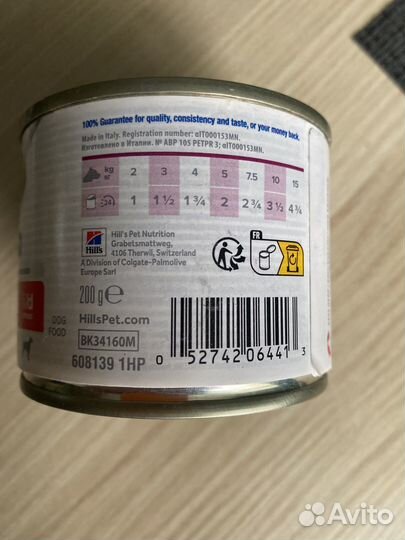 100% Guarantee for quality, consistency and taste, or your money back.
Made in Italy. Registration number: αIT000153MN.
Изготовлено в Италии. № ABP 105 PETPR 3; αIT000153MN.
kg кг 2 3 4 5 7.5 10 15
24 1 1 ½ 1 ¾ 2 2 ¾ 3 ½ 4 ¾
Hill's
Hill's Pet Nutrition
Grabetsmattweg,
4106 Therwil, Switzerland
A Division of Colgate-Palmolive
Europe Sarl
FR
200 g e
HillsPet.com
BK34160M
608139 1HP
0 52742 06441 3
i/d
DOG
FOOD
Avito